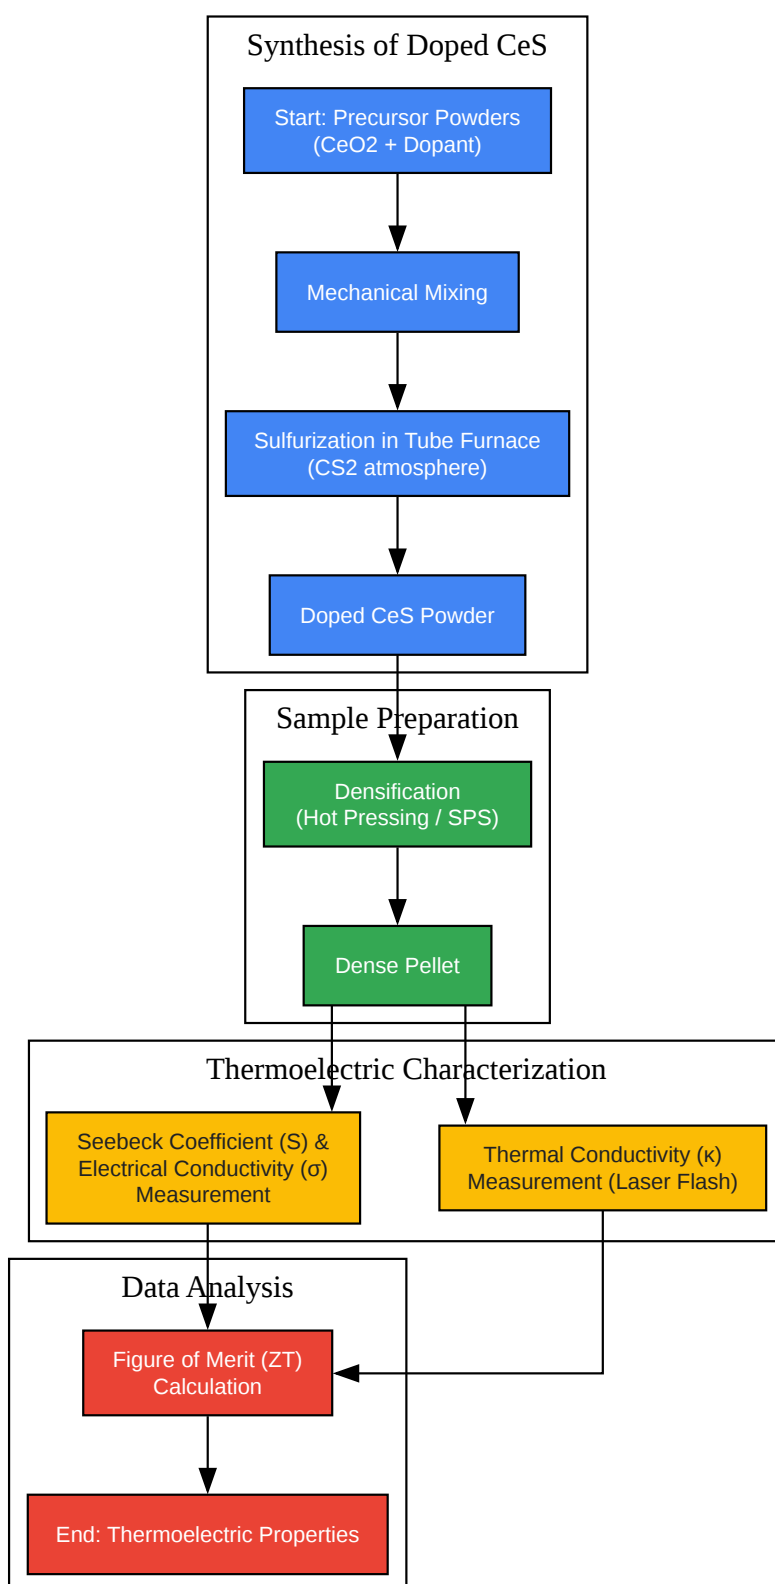 Synthesis of Doped CeS
Start: Precursor Powders
(CeO2 + Dopant)
Mechanical Mixing
Sulfurization in Tube Furnace
(CS2 atmosphere)
Doped CeS Powder
Sample Preparation
Densification
(Hot Pressing / SPS)
Dense Pellet
Thermoelectric Characterization
Seebeck Coefficient (S) &
Electrical Conductivity (σ)
Measurement
Thermal Conductivity (κ)
Measurement (Laser Flash)
Data Analysis
Figure of Merit (ZT)
Calculation
End: Thermoelectric Properties